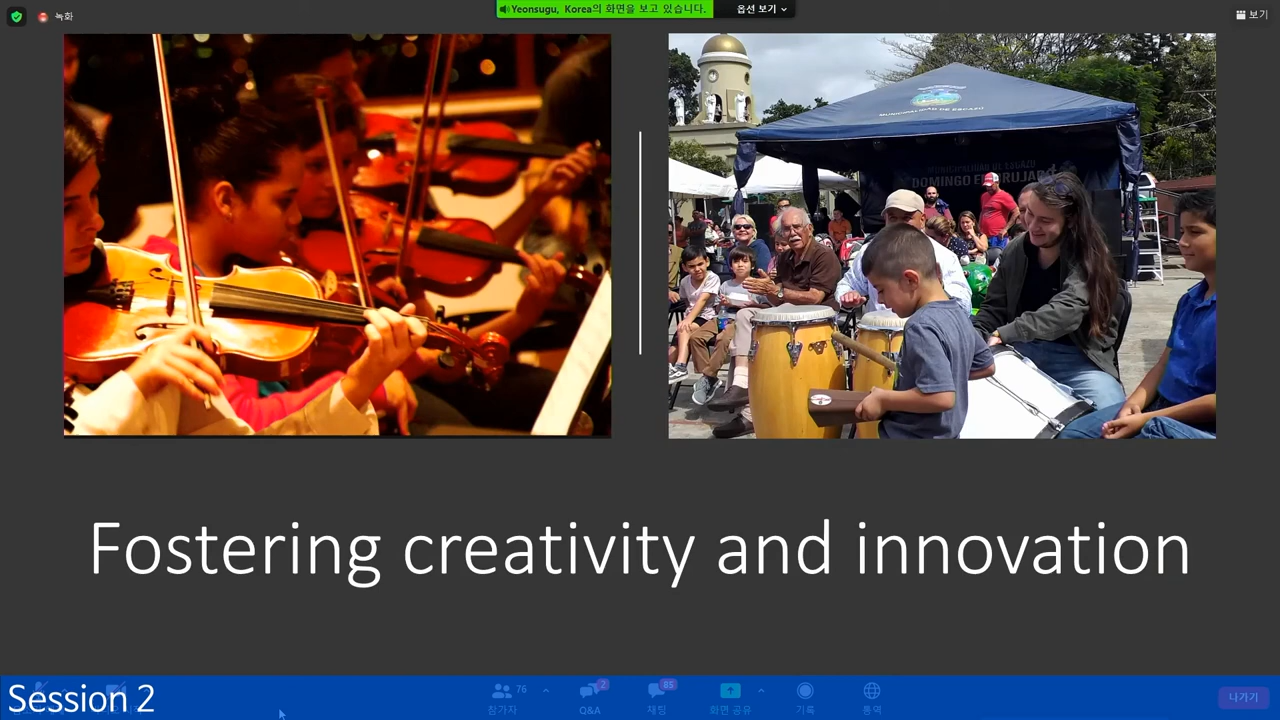 녹화
Yeonsugu, Korea의 화면을 보고 있습니다.
옵션 보기
보기
MUNICIPALIDAD DE ESCAZÚ
Fostering creativity and innovation
Session 2
76
참가자
2
Q&A
85
채팅
화면 공유
기록
통역
나가기